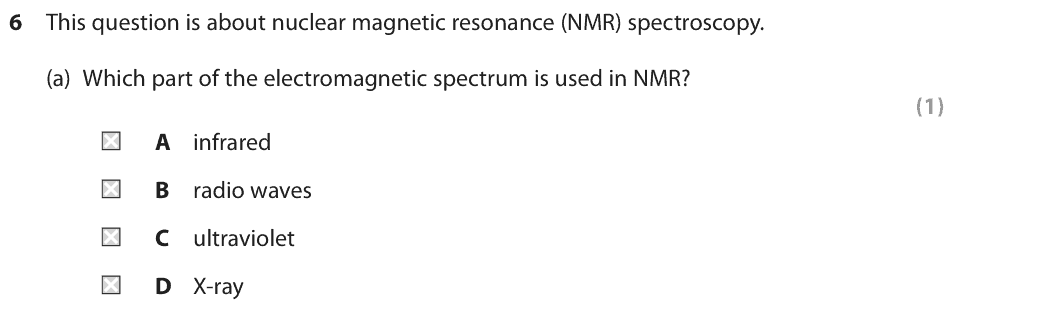 6 This question is about nuclear magnetic resonance (NMR) spectroscopy.
(a) Which part of the electromagnetic spectrum is used in NMR?
(1)
A infrared
B radio waves
C ultraviolet
D X-ray